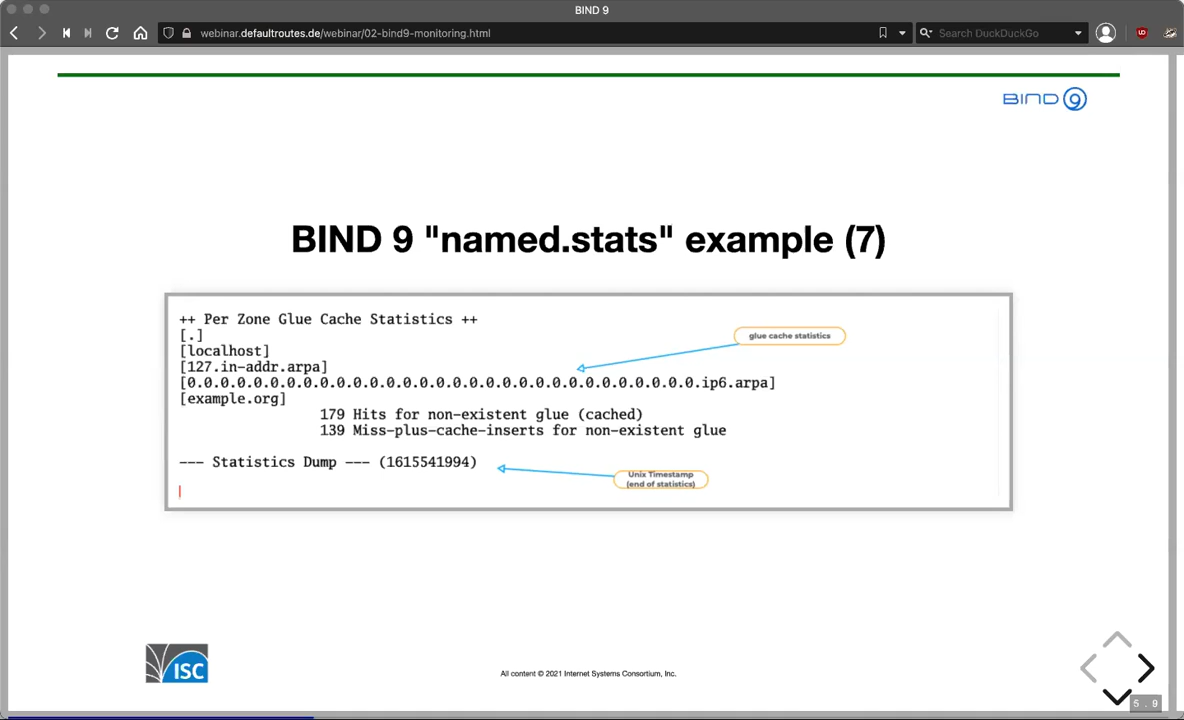 BIND 9
webinar.defaultroutes.de/webinar/02-bind9-monitoring.html
Search DuckDuckGo
BIND 9
BIND 9 "named.stats" example (7)
++ Per Zone Glue Cache Statistics ++
[.]
glue cache statistics
[localhost]
[127.in-addr.arpa]
[0.0.0.0.0.0.0.0.0.0.0.0.0.0.0.0.0.0.0.0.0.0.0.0.0.0.0.0.0.0.0.0.ip6.arpa]
[example.org]
179 Hits for non-existent glue (cached)
139 Miss-plus-cache-inserts for non-existent glue
--- Statistics Dump --- (1615541994)
Unix Timestamp
(end of statistics)
ISC
All content © 2021 Internet Systems Consortium, Inc.
5 . 9